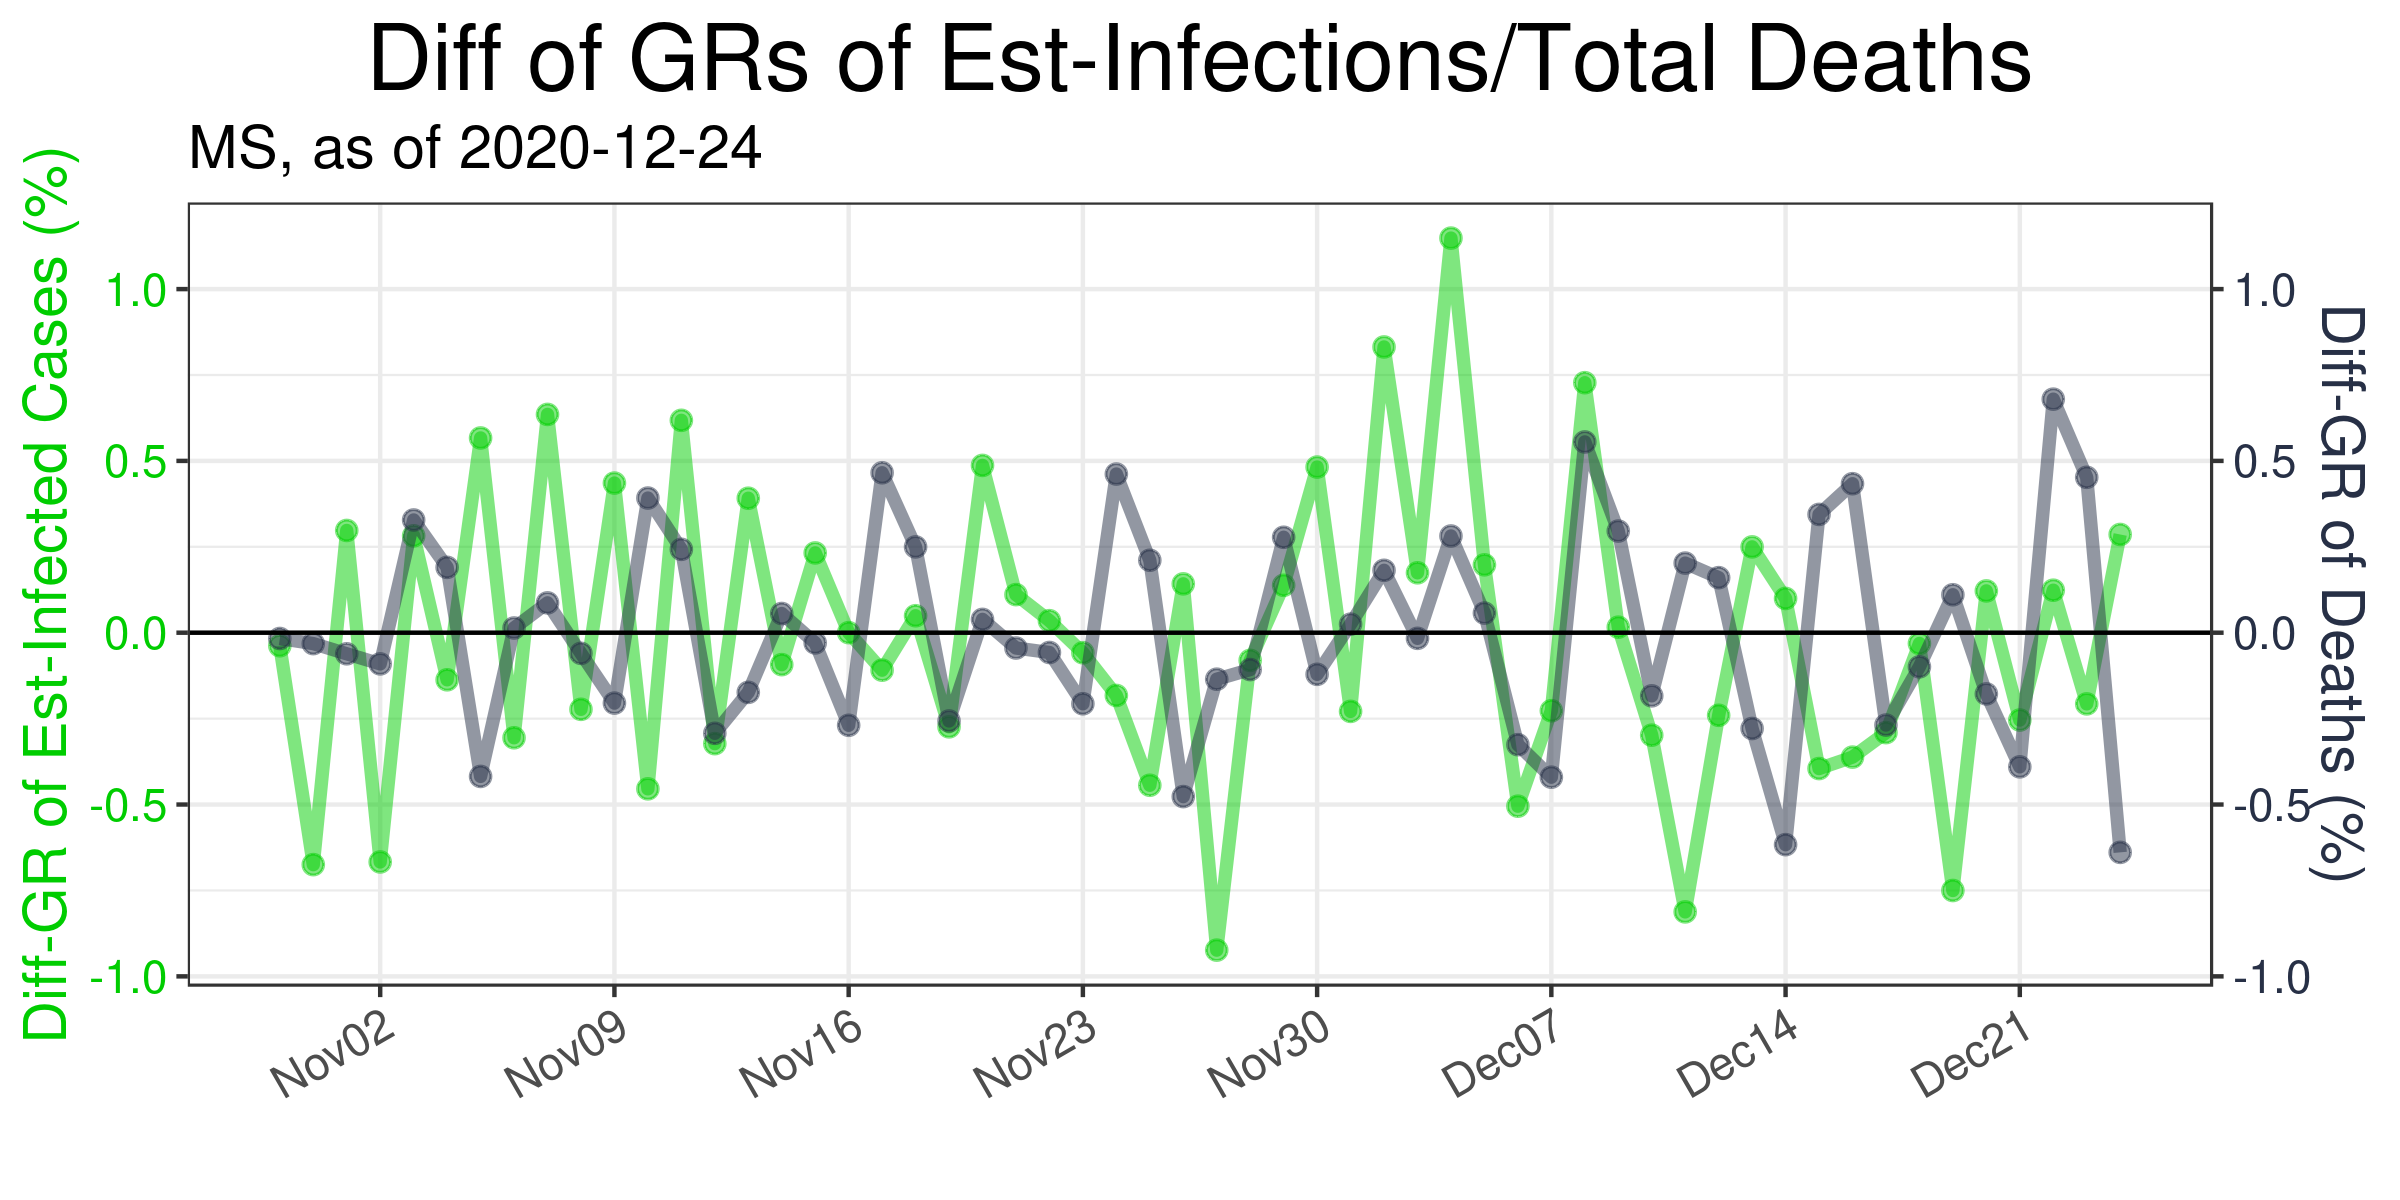 Diff of GRs of Est-Infections/Total Deaths
MS, as of 2020-12-24
Diff-GR of Est-Infected Cases (%)
1.0
0.5
0.0
-0.5
-1.0
1.0
0.5
0.0
-0.5
-1.0
Diff-GR of Deaths (%)
Nov02
Nov09
Nov16
Nov23
Nov30
Dec07
Dec14
Dec21